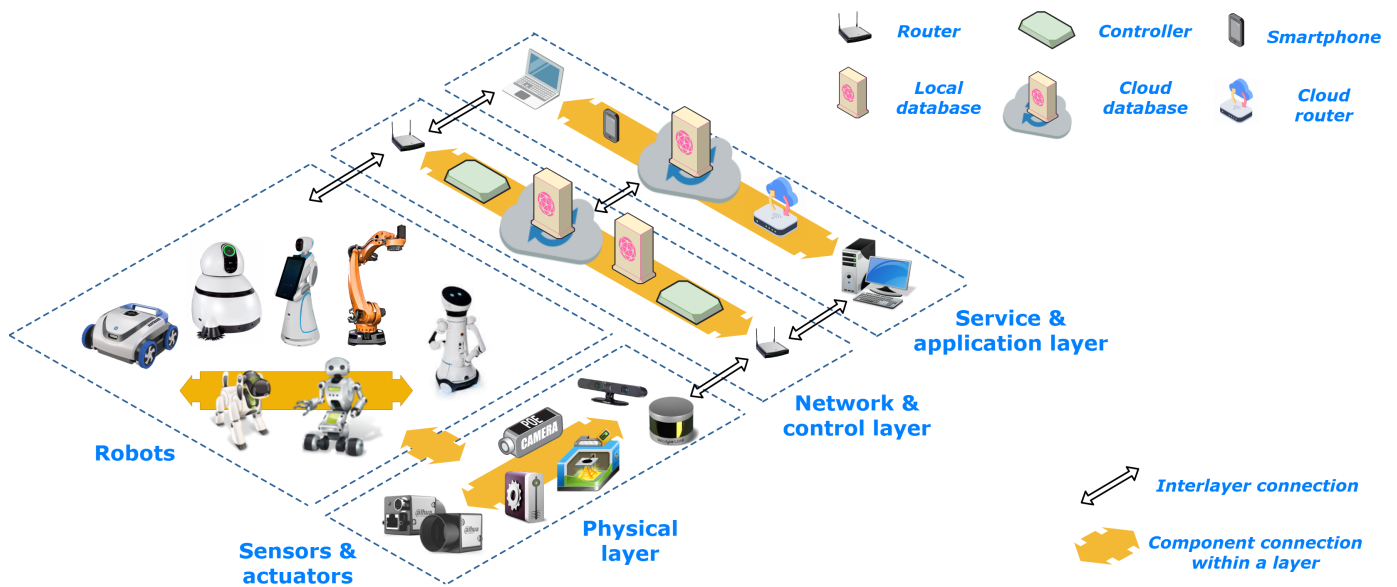 Router
Controller
Smartphone
Local
database
Cloud
database
Cloud
router
Service &
application layer
Network &
control layer
Robots
PDE
CAMERA
Physical
layer
Sensors &
actuators
Interlayer connection
Component connection
within a layer